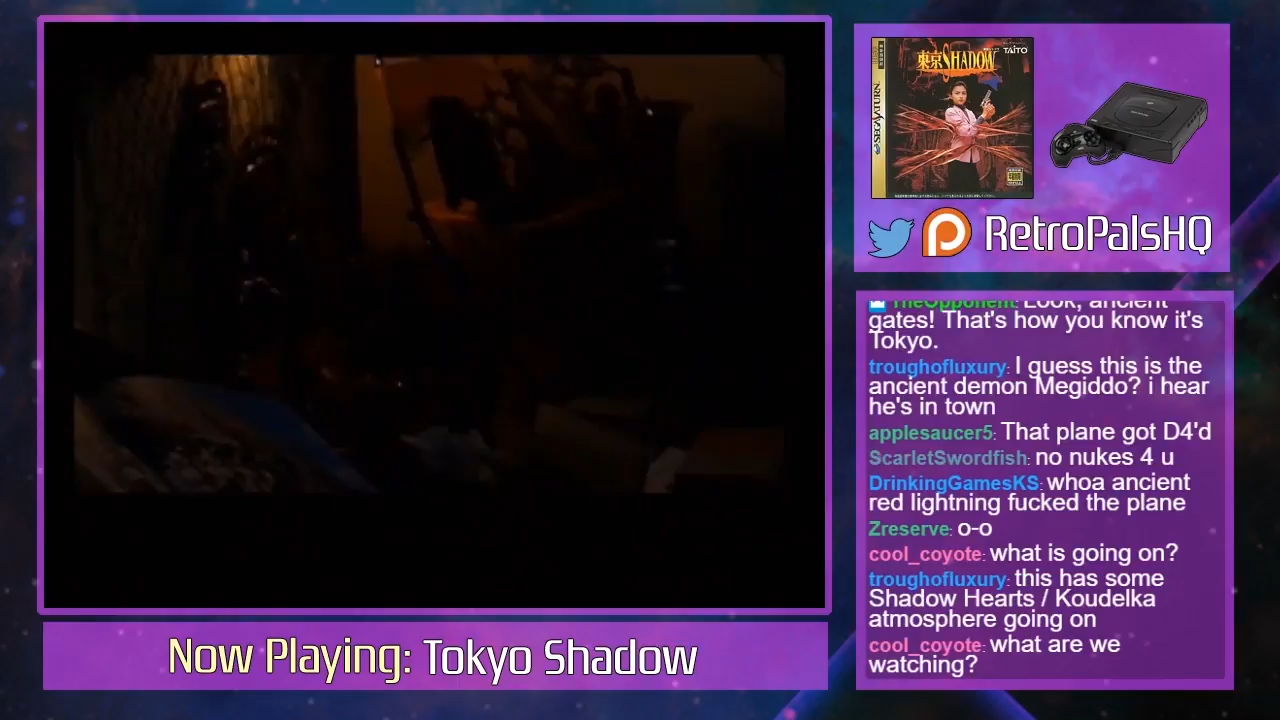 東京SHADOW
TAITO
SEGA SATURN
RetroPalsHQ
TheOpponent: Look, ancient
gates! That's how you know it's
Tokyo.
troughofluxury: I guess this is the
ancient demon Megiddo? i hear
he's in town
applesaucer5: That plane got D4'd
ScarletSwordfish: no nukes 4 u
DrinkingGamesKS: whoa ancient
red lightning fucked the plane
Zreserve: o-o
cool_coyote: what is going on?
troughofluxury: this has some
Shadow Hearts / Koudelka
atmosphere going on
cool_coyote: what are we
watching?
Now Playing: Tokyo Shadow